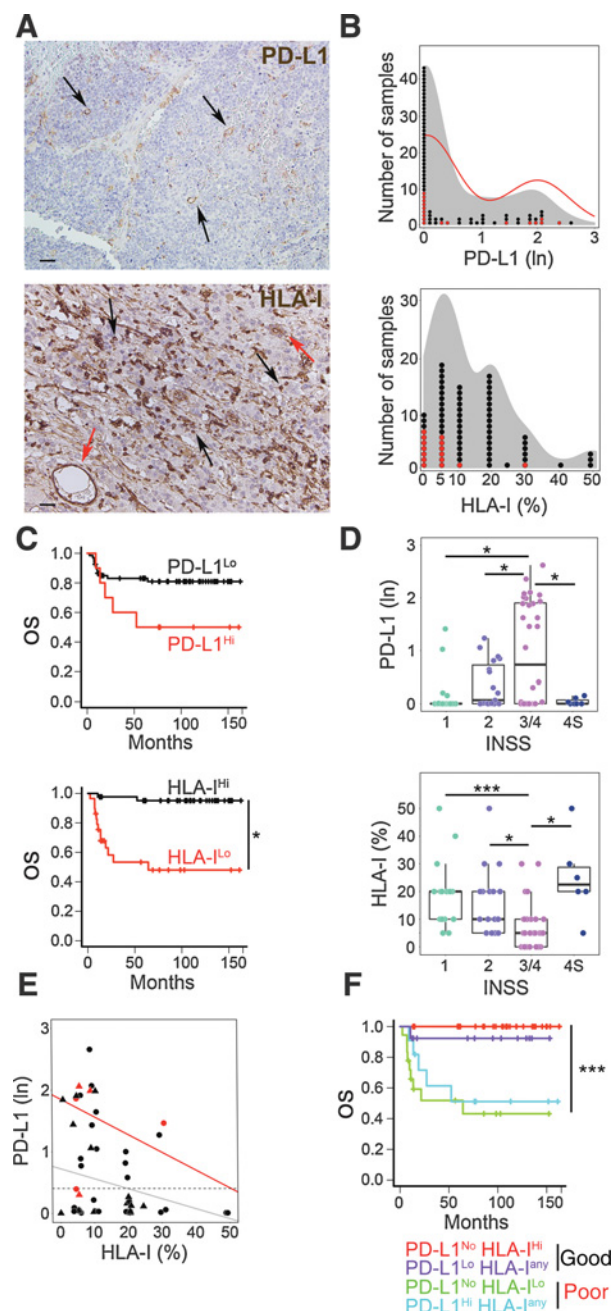 A
PD-L1
HLA-I
B
Number of samples
40
30
20
10
0
0 1 2 3
PD-L1 (ln)
Number of samples
30
20
10
0
0 5 10 20 30 40 50
HLA-I (%)
C
OS
1.0
0.8
0.6
0.4
0.2
0.0
PD-L1Lo
PD-L1Hi
0 50 100 150
Months
OS
1.0
0.8
0.6
0.4
0.2
0.0
HLA-IHi
HLA-ILo
*
0 50 100 150
Months
D
PD-L1 (ln)
3
2
1
0
* * *
1 2 3/4 4S
INSS
HLA-I (%)
50
40
30
20
10
0
*** * *
1 2 3/4 4S
INSS
E
PD-L1 (ln)
3
2
1
0
0 10 20 30 40 50
HLA-I (%)
F
OS
1.0
0.8
0.6
0.4
0.2
0.0
***
0 50 100 150
Months
PD-L1No HLA-IHi
PD-L1Lo HLA-Iany
Good
PD-L1No HLA-ILo
PD-L1Hi HLA-Iany
Poor